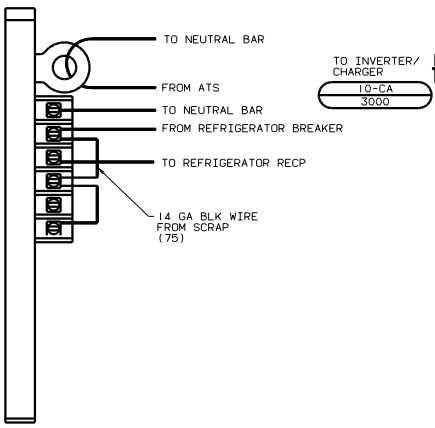 TO NEUTRAL BAR
TO INVERTER/
CHARGER
10-CA
3000
FROM ATS
TO NEUTRAL BAR
FROM REFRIGERATOR BREAKER
TO REFRIGERATOR RECP
14 GA BLK WIRE
FROM SCRAP
(75)